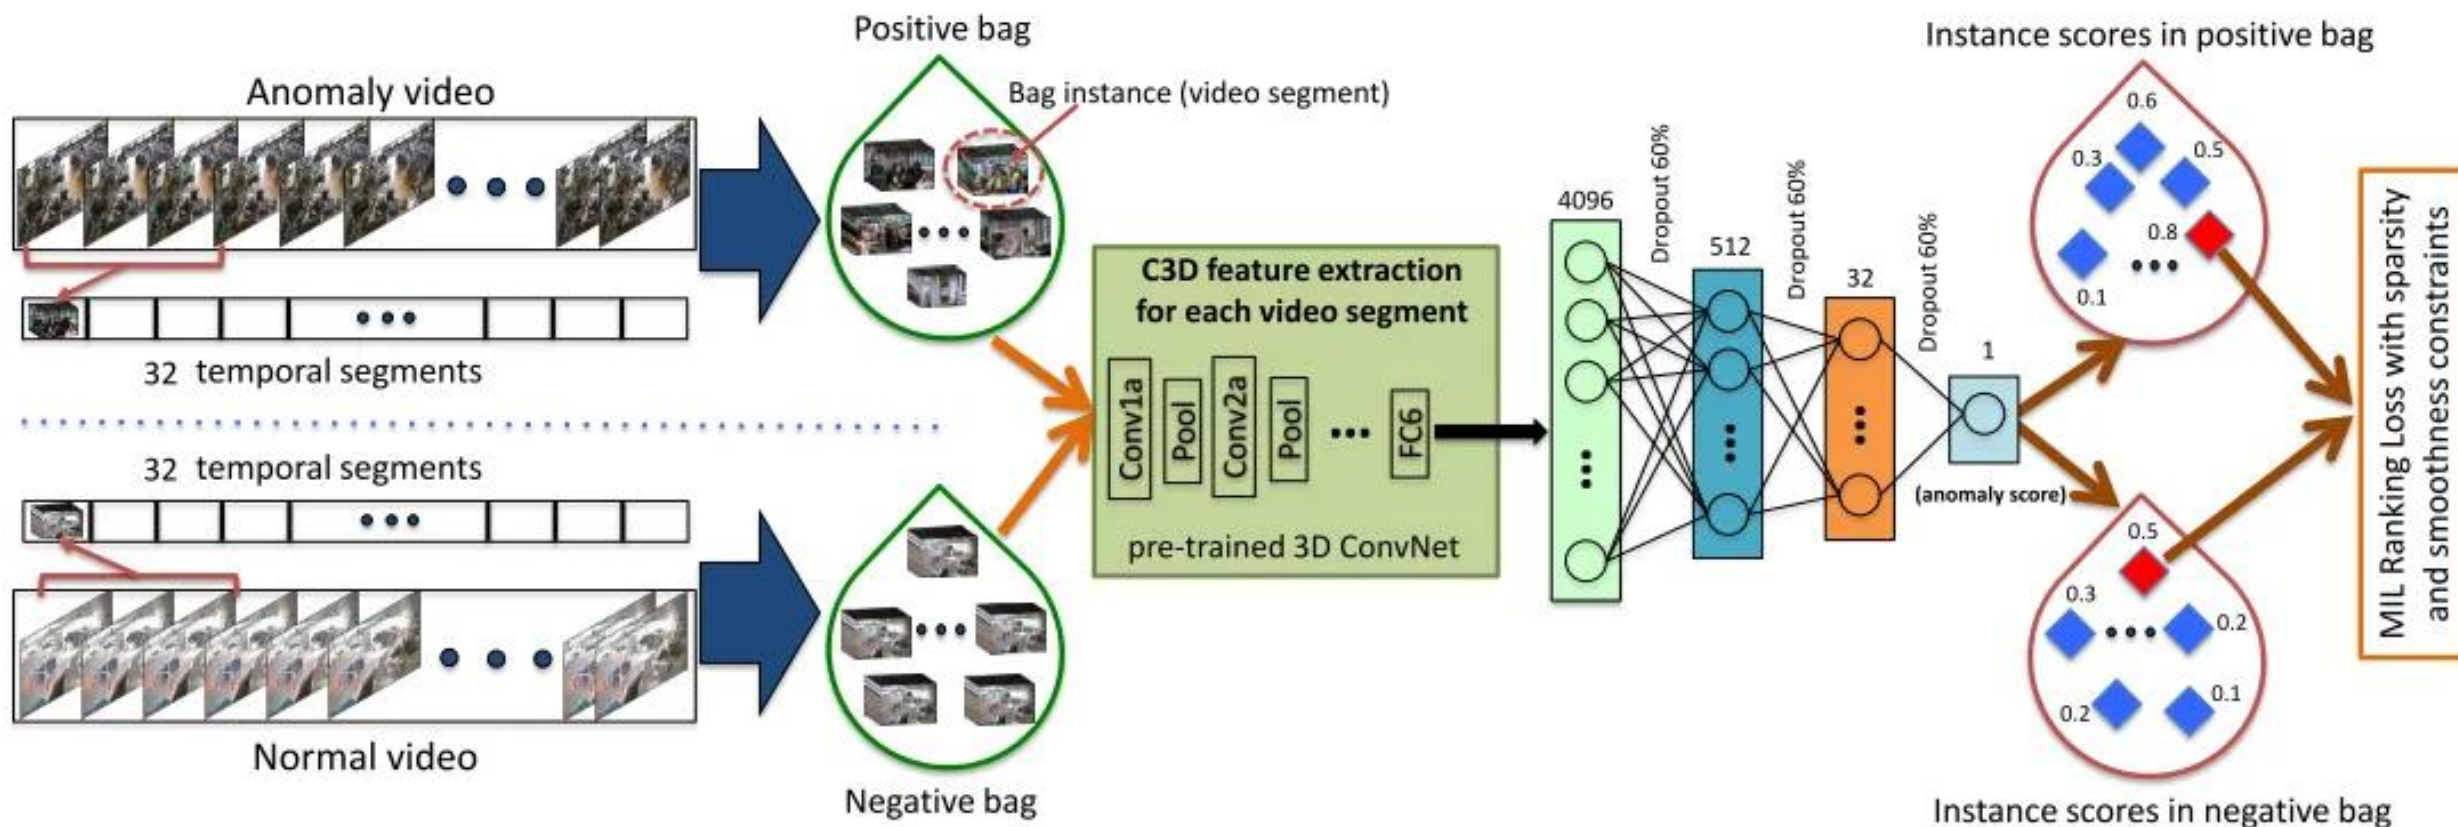 Anomaly video
32 temporal segments
32 temporal segments
Normal video
Positive bag
Bag instance (video segment)
Negative bag
C3D feature extraction
for each video segment
Conv1a
Pool
Conv2a
Pool
FC6
pre-trained 3D ConvNet
4096
Dropout 60%
512
Dropout 60%
32
Dropout 60%
1
(anomaly score)
Instance scores in positive bag
0.6
0.3
0.5
0.8
0.1
0.5
0.3
0.2
0.2
0.1
Instance scores in negative bag
MIL Ranking Loss with sparsity
and smoothness constraints